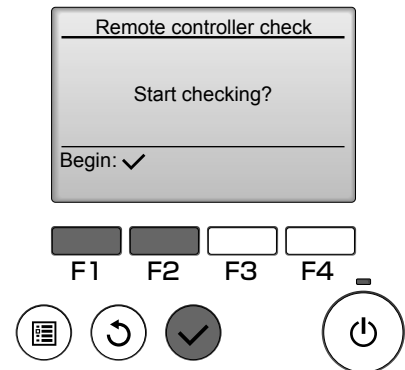 Remote controller check
Start checking?
Begin: ✓
F1 F2 F3 F4